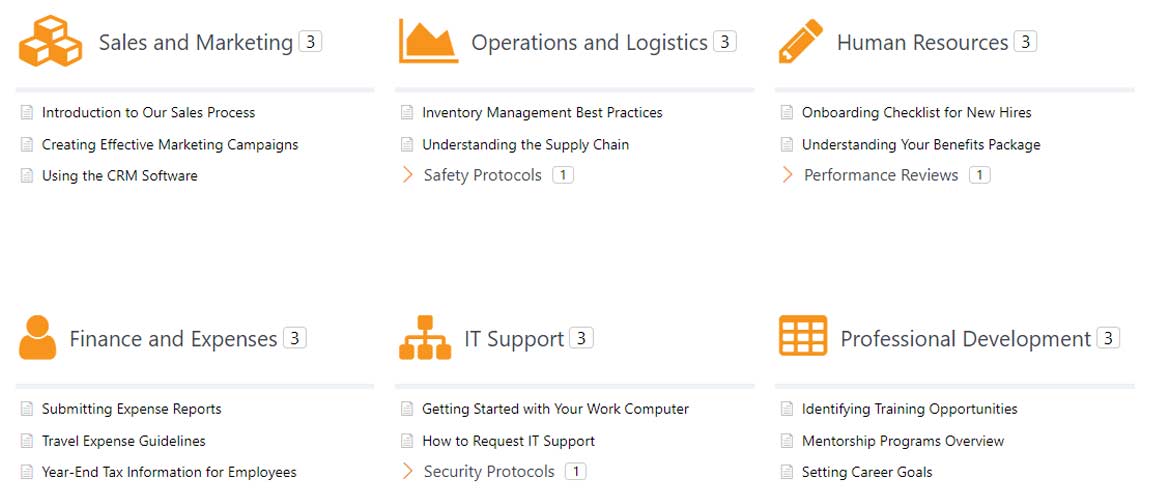 Sales and Marketing 3
Introduction to Our Sales Process
Creating Effective Marketing Campaigns
Using the CRM Software
Operations and Logistics 3
Inventory Management Best Practices
Understanding the Supply Chain
Safety Protocols 1
Human Resources 3
Onboarding Checklist for New Hires
Understanding Your Benefits Package
Performance Reviews 1
Finance and Expenses 3
Submitting Expense Reports
Travel Expense Guidelines
Year-End Tax Information for Employees
IT Support 3
Getting Started with Your Work Computer
How to Request IT Support
Security Protocols 1
Professional Development 3
Identifying Training Opportunities
Mentorship Programs Overview
Setting Career Goals